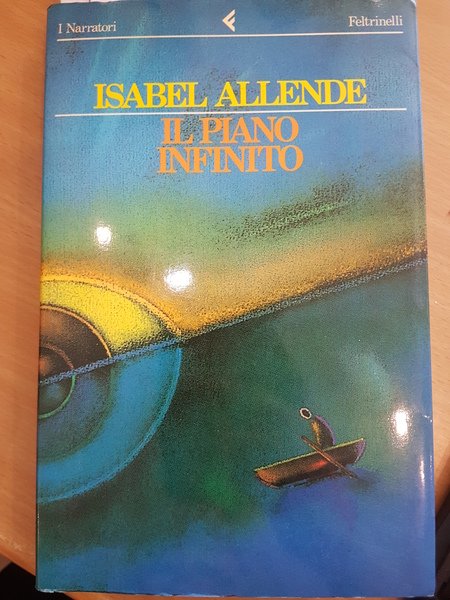 I Narratori Feltrinelli
ISABEL ALLENDE
IL PIANO
INFINITO